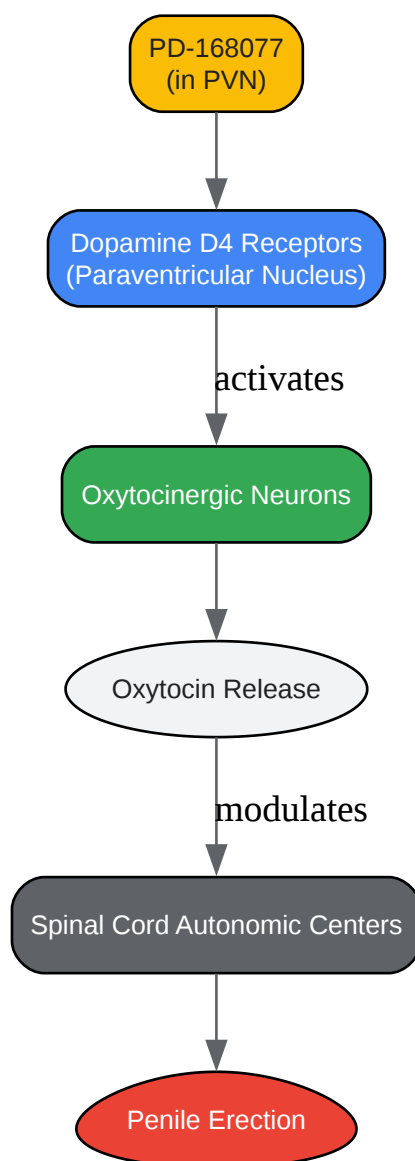 PD-168077
(in PVN)
Dopamine D4 Receptors
(Paraventricular Nucleus)
activates
Oxytocinergic Neurons
Oxytocin Release
modulates
Spinal Cord Autonomic Centers
Penile Erection